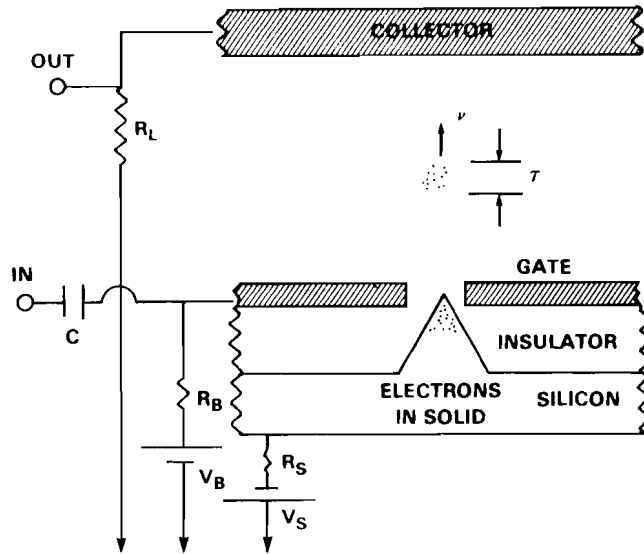 COLLECTOR
OUT
R_L
ν
τ
IN
C
GATE
INSULATOR
ELECTRONS
IN SOLID
SILICON
R_B
R_S
V_B
V_S